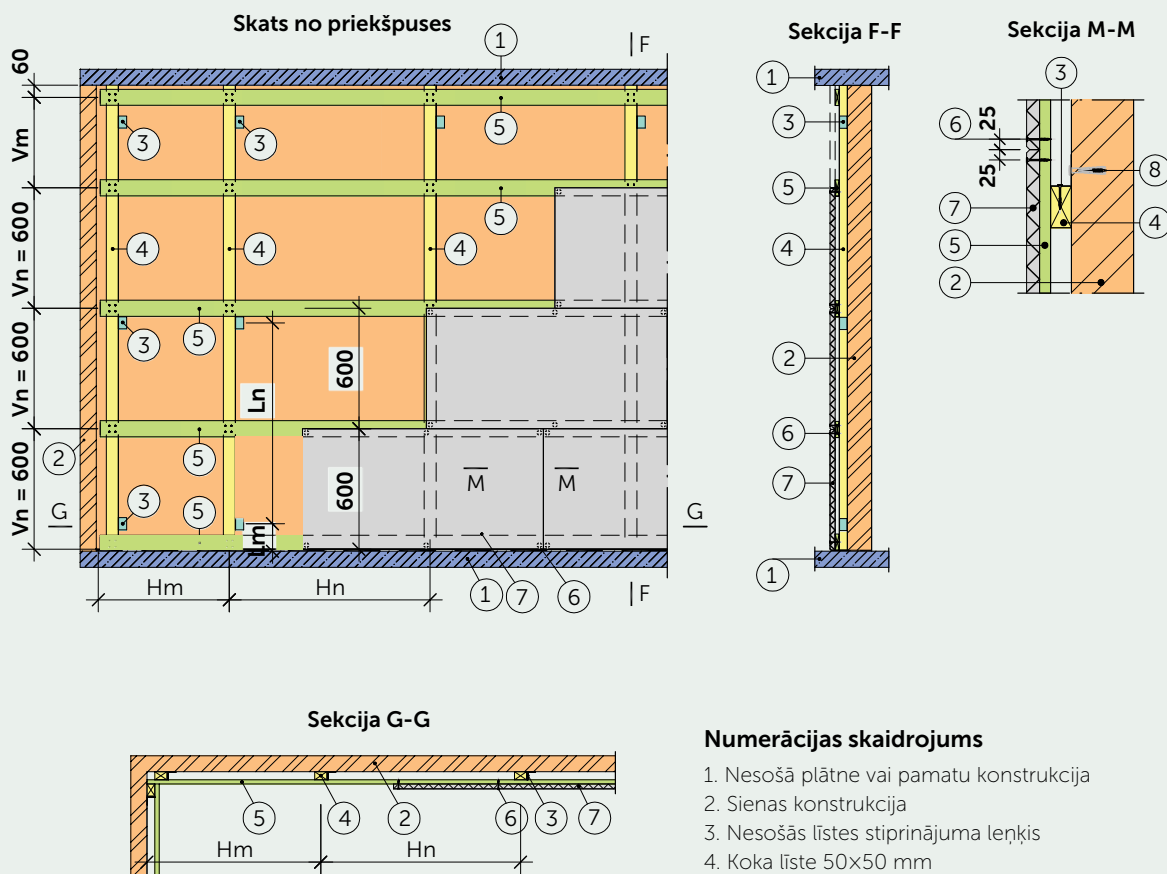 Skats no priekšpuses
1
F
60
5
3
3
Vm
5
4
4
4
Vn = 600
5
3
Vn = 600
Ln
600
5
2
Vn = 600
3
5
Lm
600
M
M
G
G
Hm
Hn
1
7
6
F
Sekcija F-F
1
3
5
4
2
6
7
1
Sekcija M-M
3
6
25
25
8
7
4
5
2
Sekcija G-G
5
4
2
6
3
7
Hm
Hn
Numerācijas skaidrojums
1. Nesošā plātne vai pamatu konstrukcija
2. Sienas konstrukcija
3. Nesošās līstes stiprinājuma leņķis
4. Koka līste 50×50 mm